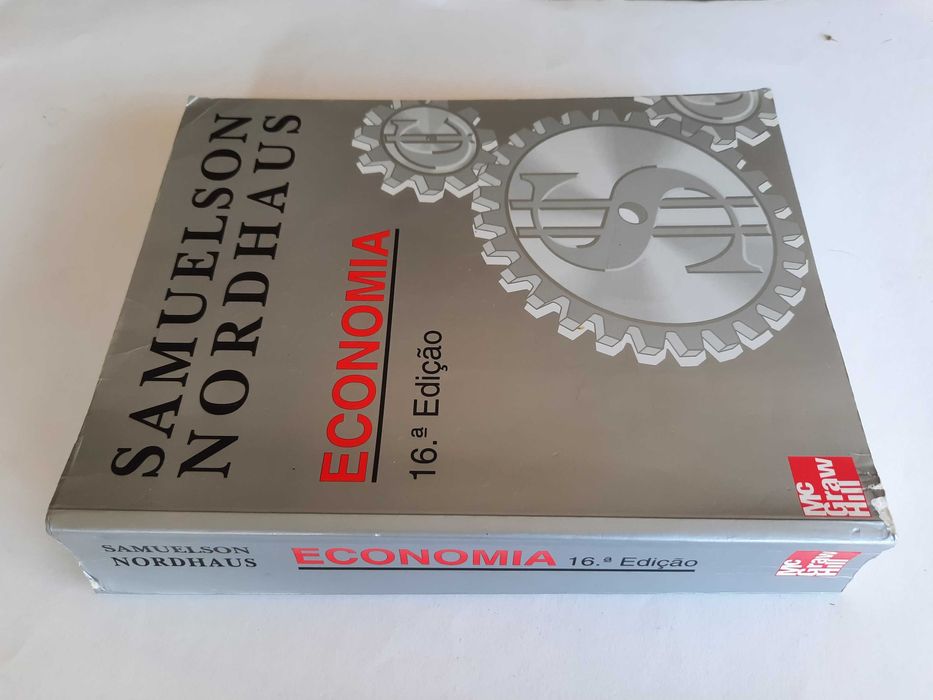 SAMUELSON
NORDHAUS
ECONOMIA
16.ª Edição
Mc
Graw
Hill
SAMUELSON
NORDHAUS
ECONOMIA 16.ª Edição
Mc
Graw
Hill